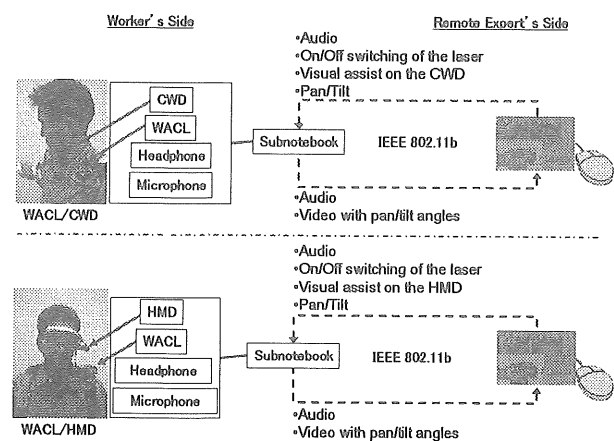 Worker's Side
Remote Expert's Side
•Audio
•On/Off switching of the laser
•Visual assist on the CWD
•Pan/Tilt
CWD
WACL
Headphone
Microphone
Subnotebook
IEEE 802.11b
WACL/CWD
•Audio
•Video with pan/tilt angles
•Audio
•On/Off switching of the laser
•Visual assist on the HMD
•Pan/Tilt
HMD
WACL
Headphone
Microphone
Subnotebook
IEEE 802.11b
WACL/HMD
•Audio
•Video with pan/tilt angles